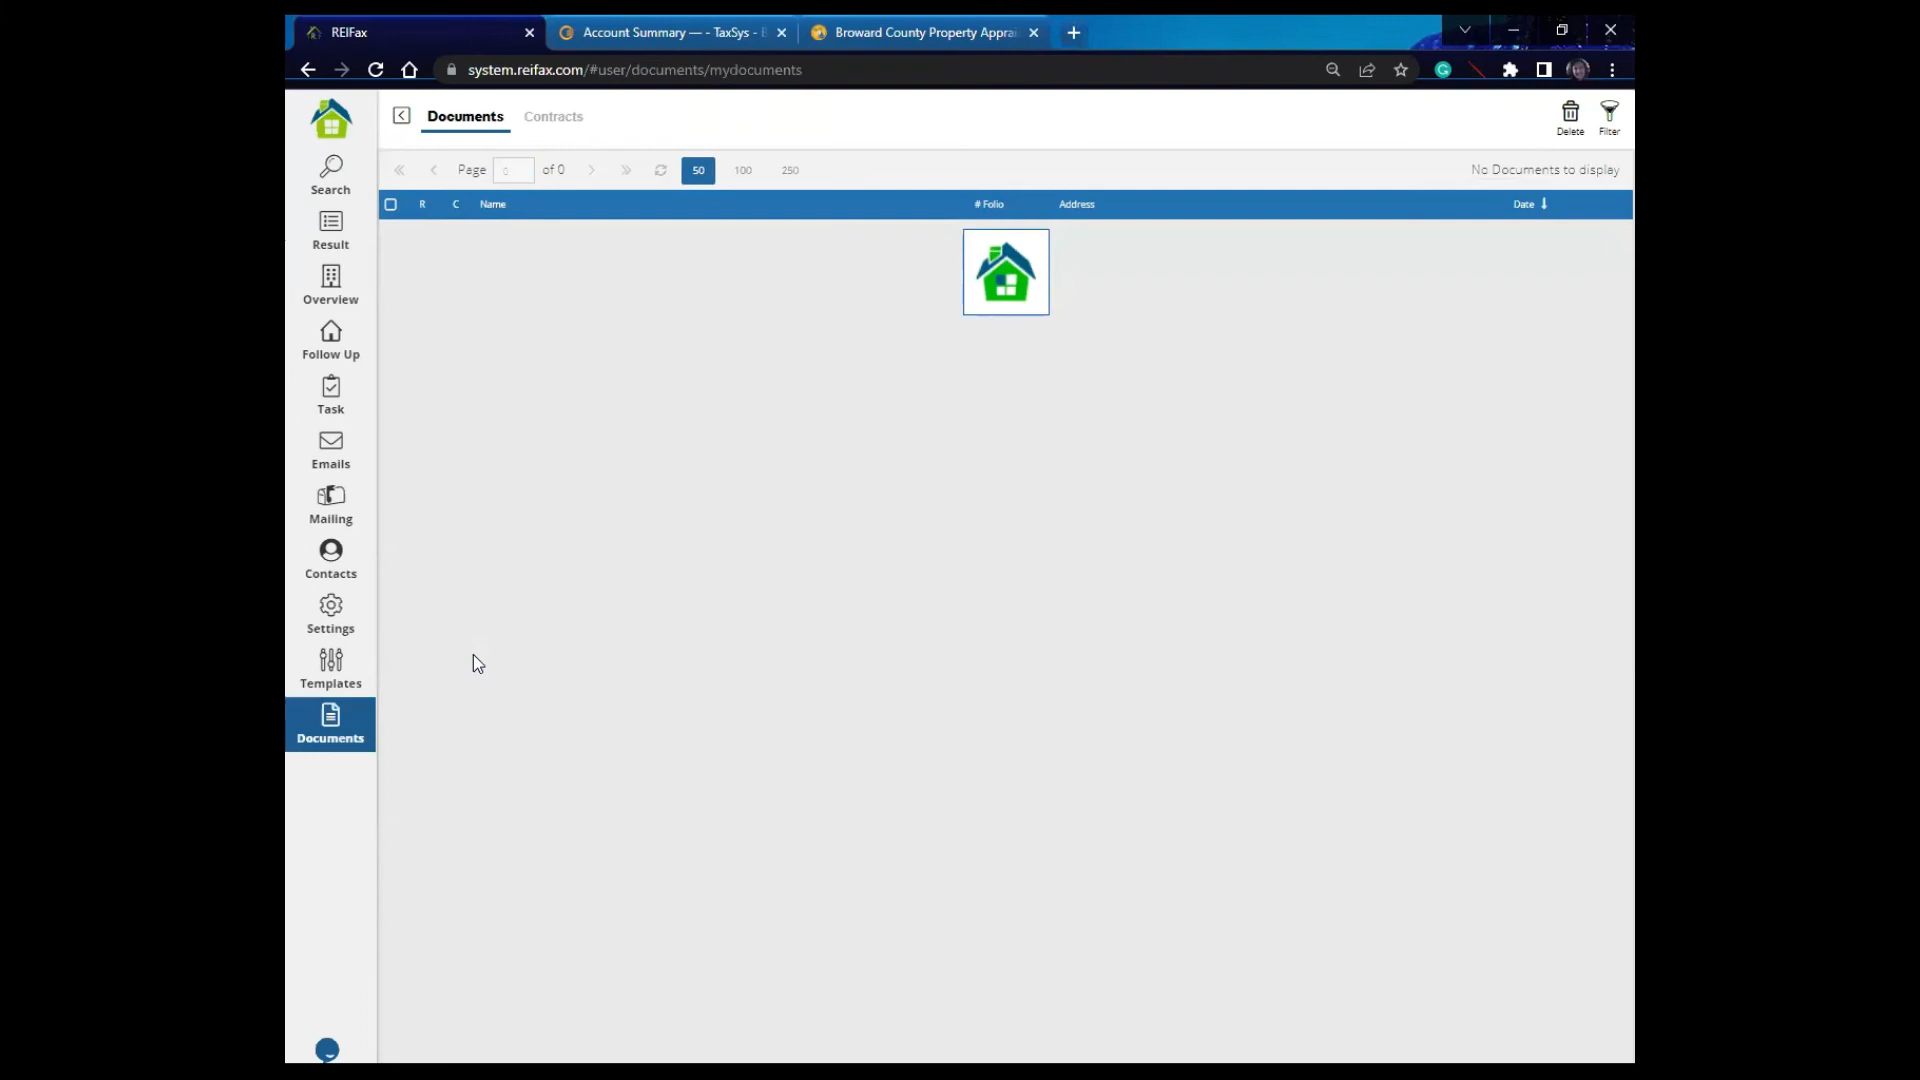 REIFax
Account Summary — - TaxSys - B
Broward County Property Apprai
system.reifax.com/#user/documents/mydocuments
Documents Contracts
Delete
Filter
Page 0 of 0 50 100 250 No Documents to display
R C Name # Folio Address Date
Search
Result
Overview
Follow Up
Task
Emails
Mailing
Contacts
Settings
Templates
Documents